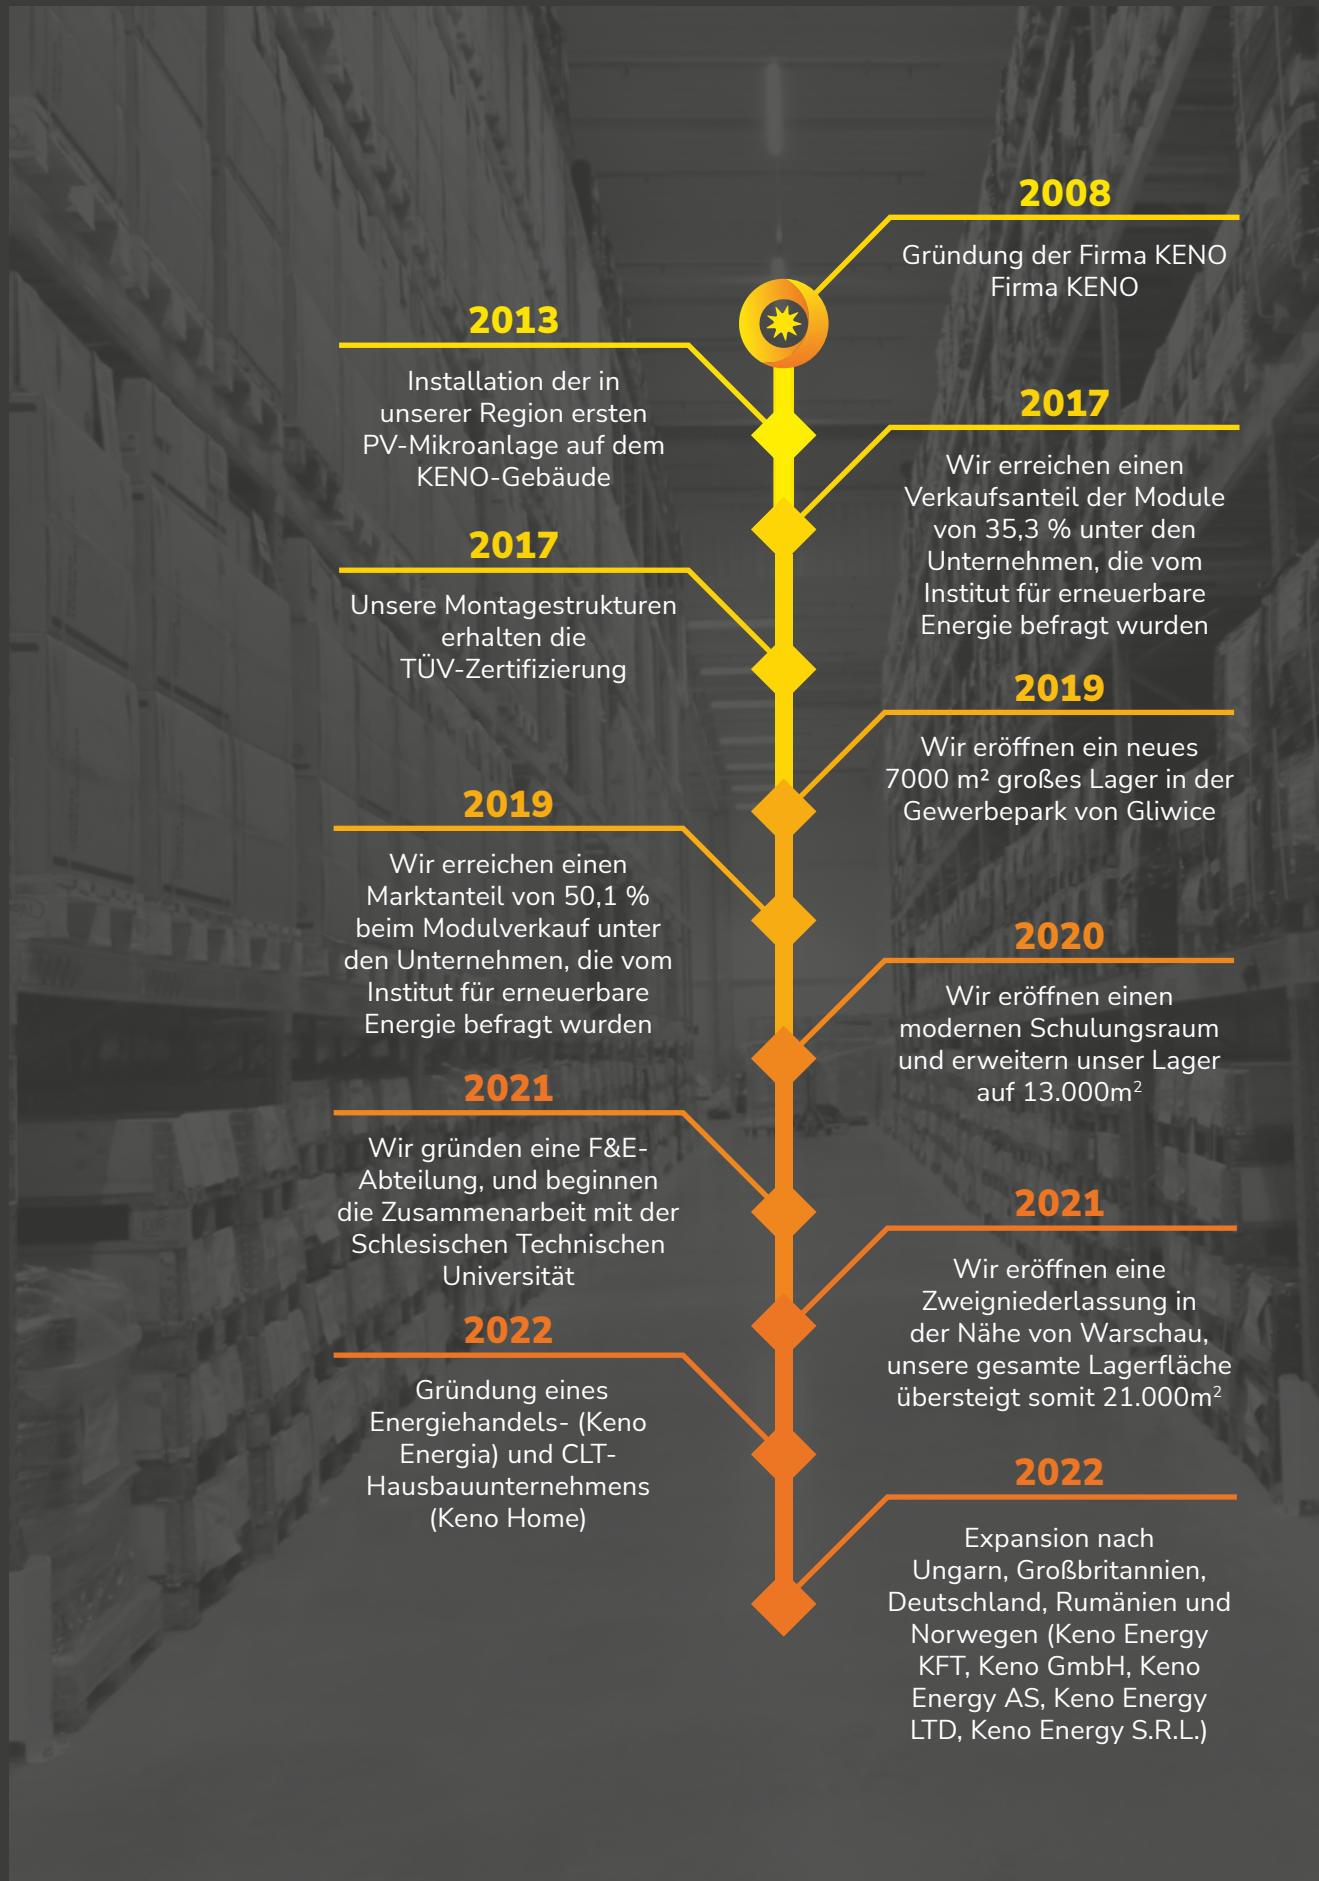 2008
Gründung der Firma KENO
Firma KENO
2013
Installation der in
unserer Region ersten
PV-Mikroanlage auf dem
KENO-Gebäude
2017
Wir erreichen einen
Verkaufsanteil der Module
von 35,3 % unter den
Unternehmen, die vom
Institut für erneuerbare
Energie befragt wurden
2017
Unsere Montagestrukturen
erhalten die
TÜV-Zertifizierung
2019
Wir eröffnen ein neues
7000 m² großes Lager in der
Gewerbepark von Gliwice
2019
Wir erreichen einen
Marktanteil von 50,1 %
beim Modulverkauf unter
den Unternehmen, die vom
Institut für erneuerbare
Energie befragt wurden
2020
Wir eröffnen einen
modernen Schulungsraum
und erweitern unser Lager
auf 13.000m²
2021
Wir gründen eine F&E-
Abteilung, und beginnen
die Zusammenarbeit mit der
Schlesischen Technischen
Universität
2021
Wir eröffnen eine
Zweigniederlassung in
der Nähe von Warschau,
unsere gesamte Lagerfläche
übersteigt somit 21.000m²
2022
Gründung eines
Energiehandels- (Keno
Energia) und CLT-
Hausbauunternehmens
(Keno Home)
2022
Expansion nach
Ungarn, Großbritannien,
Deutschland, Rumänien und
Norwegen (Keno Energy
KFT, Keno GmbH, Keno
Energy AS, Keno Energy
LTD, Keno Energy S.R.L.)